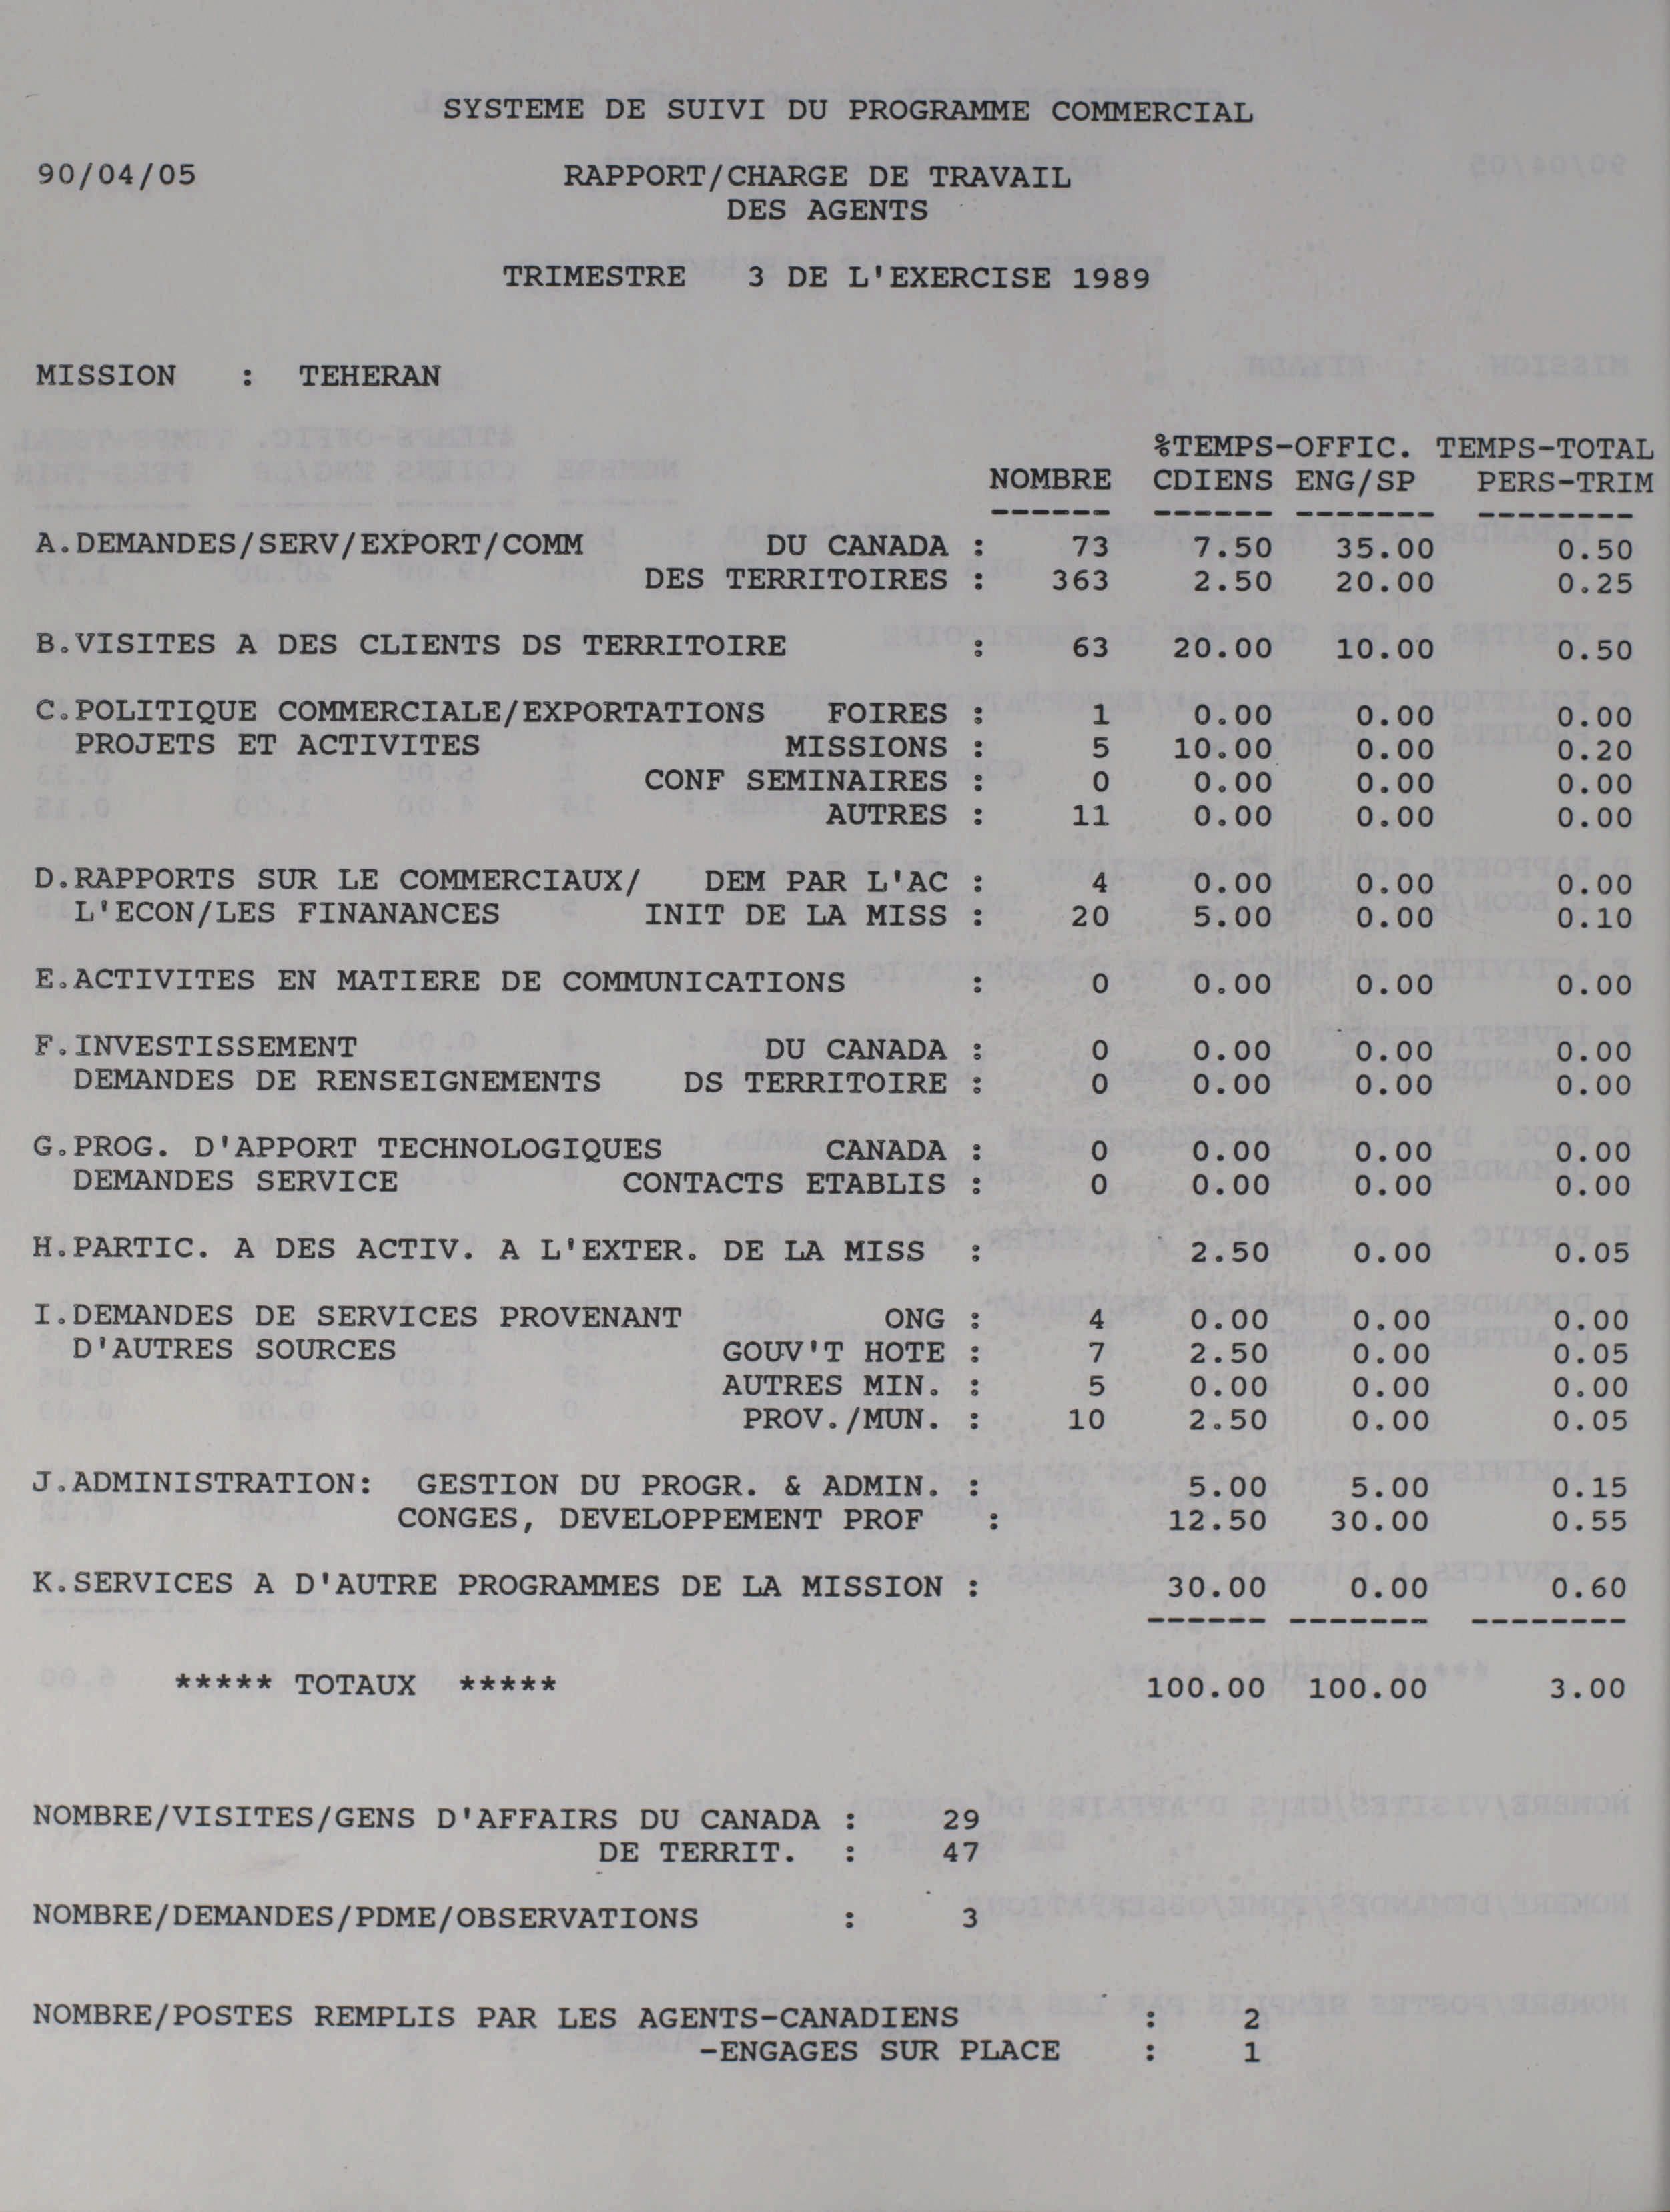 SYSTEME DE SUIVI DU PROGRAMME COMMERCIAL
90/04/05 RAPPORT/CHARGE DE TRAVAIL
DES AGENTS
TRIMESTRE 3 DE L'EXERCISE 1989
MISSION : TEHERAN
%TEMPS-OFFIC. TEMPS-TOTAL
NOMBRE CDIENS ENG/SP PERS-TRIM
------ ------ ------- --------
A.DEMANDES/SERV/EXPORT/COMM DU CANADA : 73 7.50 35.00 0.50
DES TERRITOIRES : 363 2.50 20.00 0.25
B.VISITES A DES CLIENTS DS TERRITOIRE : 63 20.00 10.00 0.50
C.POLITIQUE COMMERCIALE/EXPORTATIONS FOIRES : 1 0.00 0.00 0.00
PROJETS ET ACTIVITES MISSIONS : 5 10.00 0.00 0.20
CONF SEMINAIRES : 0 0.00 0.00 0.00
AUTRES : 11 0.00 0.00 0.00
D.RAPPORTS SUR LE COMMERCIAUX/ DEM PAR L'AC : 4 0.00 0.00 0.00
L'ECON/LES FINANANCES INIT DE LA MISS : 20 5.00 0.00 0.10
E.ACTIVITES EN MATIERE DE COMMUNICATIONS : 0 0.00 0.00 0.00
F.INVESTISSEMENT DU CANADA : 0 0.00 0.00 0.00
DEMANDES DE RENSEIGNEMENTS DS TERRITOIRE : 0 0.00 0.00 0.00
G.PROG. D'APPORT TECHNOLOGIQUES CANADA : 0 0.00 0.00 0.00
DEMANDES SERVICE CONTACTS ETABLIS : 0 0.00 0.00 0.00
H.PARTIC. A DES ACTIV. A L'EXTER. DE LA MISS : 2.50 0.00 0.05
I.DEMANDES DE SERVICES PROVENANT ONG : 4 0.00 0.00 0.00
D'AUTRES SOURCES GOUV'T HOTE : 7 2.50 0.00 0.05
AUTRES MIN. : 5 0.00 0.00 0.00
PROV./MUN. : 10 2.50 0.00 0.05
J.ADMINISTRATION: GESTION DU PROGR. & ADMIN. : 5.00 5.00 0.15
CONGES, DEVELOPPEMENT PROF : 12.50 30.00 0.55
K.SERVICES A D'AUTRE PROGRAMMES DE LA MISSION : 30.00 0.00 0.60
------ ------- --------
***** TOTAUX ***** 100.00 100.00 3.00
NOMBRE/VISITES/GENS D'AFFAIRS DU CANADA : 29
DE TERRIT. : 47
NOMBRE/DEMANDES/PDME/OBSERVATIONS : 3
NOMBRE/POSTES REMPLIS PAR LES AGENTS-CANADIENS : 2
-ENGAGES SUR PLACE : 1